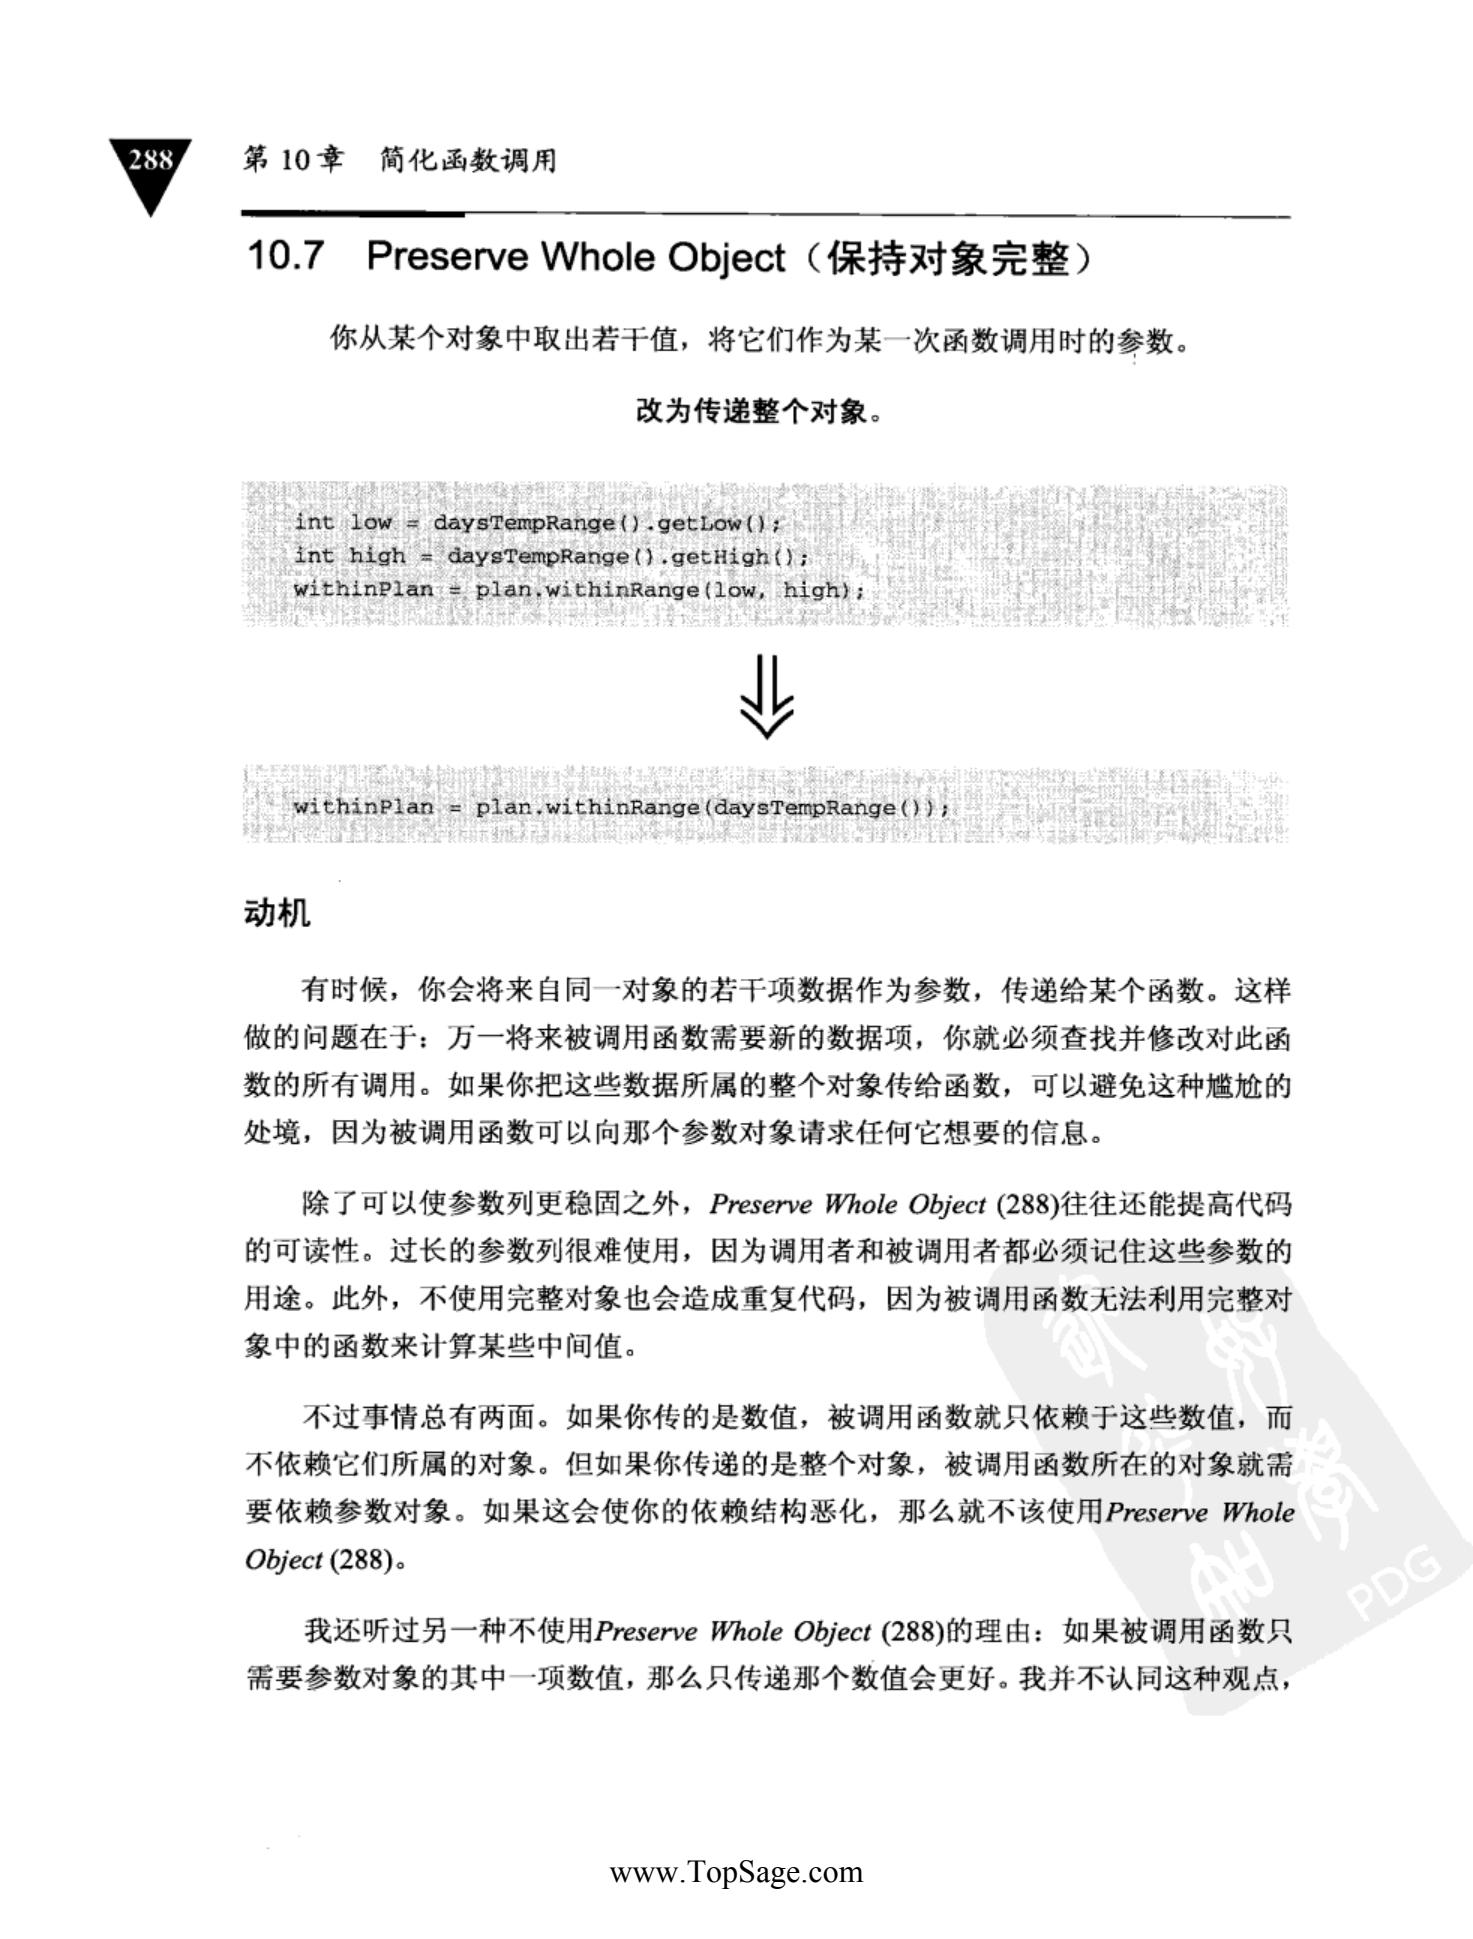 288
第 10 章 简化函数调用
10.7 Preserve Whole Object（保持对象完整）
你从某个对象中取出若干值，将它们作为某一次函数调用时的参数。
改为传递整个对象。
int low = daysTempRange().getLow();
int high = daysTempRange().getHigh();
withinPlan = plan.withinRange(low, high);
withinPlan = plan.withinRange(daysTempRange());
动机
有时候，你会将来自同一对象的若干项数据作为参数，传递给某个函数。这样
做的问题在于：万一将来被调用函数需要新的数据项，你就必须查找并修改对此函
数的所有调用。如果你把这些数据所属的整个对象传给函数，可以避免这种尴尬的
处境，因为被调用函数可以向那个参数对象请求任何它想要的信息。
除了可以使参数列更稳固之外，Preserve Whole Object (288)往往还能提高代码
的可读性。过长的参数列很难使用，因为调用者和被调用者都必须记住这些参数的
用途。此外，不使用完整对象也会造成重复代码，因为被调用函数无法利用完整对
象中的函数来计算某些中间值。
不过事情总有两面。如果你传的是数值，被调用函数就只依赖于这些数值，而
不依赖它们所属的对象。但如果你传递的是整个对象，被调用函数所在的对象就需
要依赖参数对象。如果这会使你的依赖结构恶化，那么就不该使用Preserve Whole
Object (288)。
我还听过另一种不使用Preserve Whole Object (288)的理由：如果被调用函数只
需要参数对象的其中一项数值，那么只传递那个数值会更好。我并不认同这种观点，
PDG
www.TopSage.com